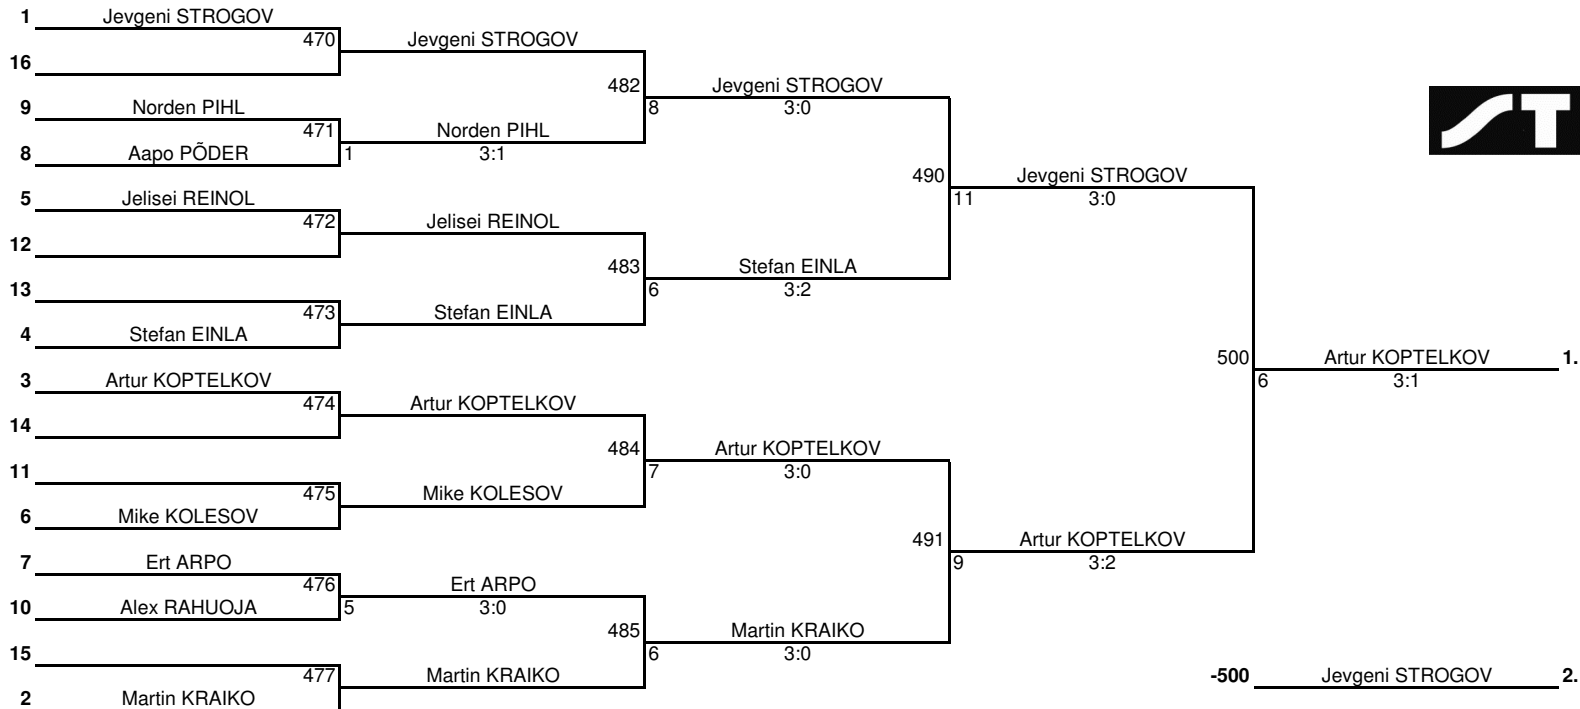 1 Jevgeni STROGOV
470 Jevgeni STROGOV
16
482 Jevgeni STROGOV
9 Norden PIHL 8 3:0
471 Norden PIHL
8 Aapo PÕDER 1 3:1
490 Jevgeni STROGOV
5 Jelisei REINOL 11 3:0
472 Jelisei REINOL
12
483 Stefan EINLA
13 6 3:2
473 Stefan EINLA
4 Stefan EINLA
500 Artur KOPTELKOV 1.
3 Artur KOPTELKOV 6 3:1
474 Artur KOPTELKOV
14
484 Artur KOPTELKOV
11 7 3:0
475 Mike KOLESOV
6 Mike KOLESOV
491 Artur KOPTELKOV
7 Ert ARPO 9 3:2
476 Ert ARPO
10 Alex RAHUOJA 5 3:0
485 Martin KRAIKO
15 6 3:0
477 Martin KRAIKO -500 Jevgeni STROGOV 2.
2 Martin KRAIKO
ST